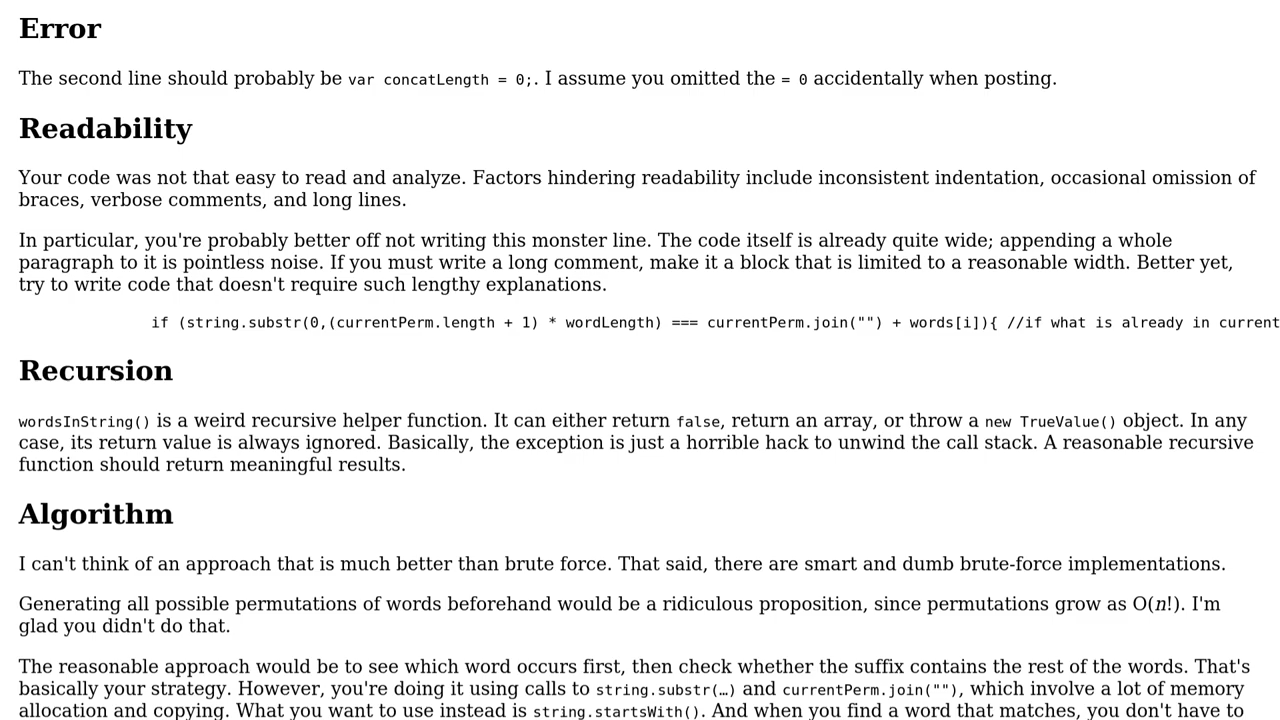 Error
The second line should probably be var concatLength = 0;. I assume you omitted the = 0 accidentally when posting.
Readability
Your code was not that easy to read and analyze. Factors hindering readability include inconsistent indentation, occasional omission of
braces, verbose comments, and long lines.
In particular, you're probably better off not writing this monster line. The code itself is already quite wide; appending a whole
paragraph to it is pointless noise. If you must write a long comment, make it a block that is limited to a reasonable width. Better yet,
try to write code that doesn't require such lengthy explanations.
if (string.substr(0,(currentPerm.length + 1) * wordLength) === currentPerm.join("") + words[i]){ //if what is already in current
Recursion
wordsInString() is a weird recursive helper function. It can either return false, return an array, or throw a new TrueValue() object. In any
case, its return value is always ignored. Basically, the exception is just a horrible hack to unwind the call stack. A reasonable recursive
function should return meaningful results.
Algorithm
I can't think of an approach that is much better than brute force. That said, there are smart and dumb brute-force implementations.
Generating all possible permutations of words beforehand would be a ridiculous proposition, since permutations grow as O(n!). I'm
glad you didn't do that.
The reasonable approach would be to see which word occurs first, then check whether the suffix contains the rest of the words. That's
basically your strategy. However, you're doing it using calls to string.substr(…) and currentPerm.join(""), which involve a lot of memory
allocation and copying. What you want to use instead is string.startsWith(). And when you find a word that matches, you don't have to